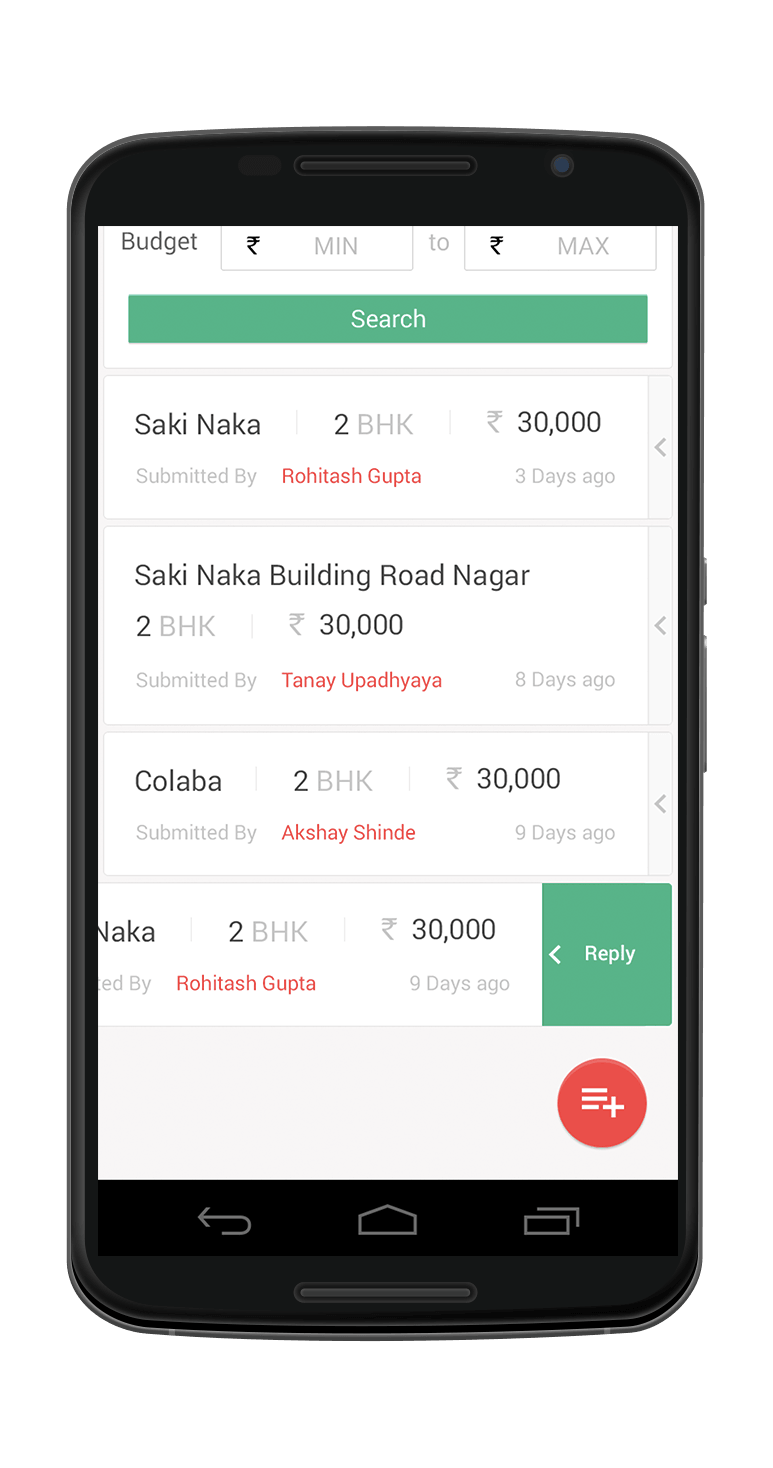 Budget ₹ MIN to ₹ MAX
Search
Saki Naka 2 BHK ₹ 30,000
Submitted By Rohitash Gupta 3 Days ago
Saki Naka Building Road Nagar
2 BHK ₹ 30,000
Submitted By Tanay Upadhyaya 8 Days ago
Colaba 2 BHK ₹ 30,000
Submitted By Akshay Shinde 9 Days ago
Naka 2 BHK ₹ 30,000
Reply
ted By Rohitash Gupta 9 Days ago